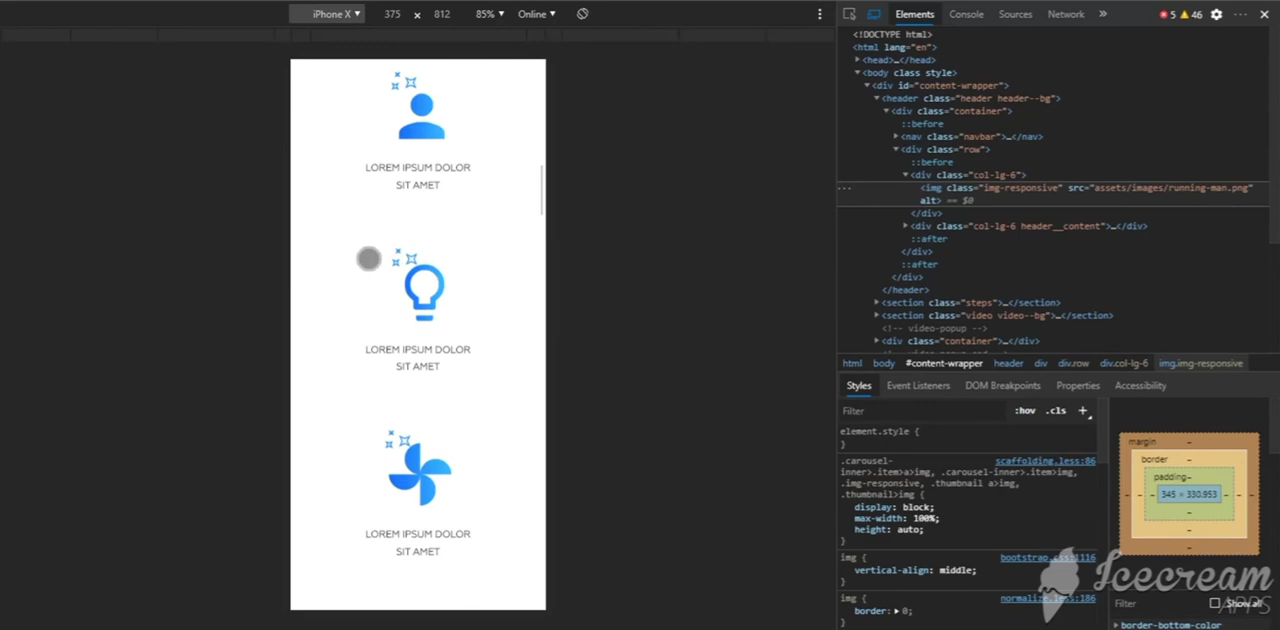 iPhone X ▼ 375 × 812 85% ▼ Online ▼
LOREM IPSUM DOLOR
SIT AMET
LOREM IPSUM DOLOR
SIT AMET
LOREM IPSUM DOLOR
SIT AMET
Elements Console Sources Network » 5 46
<!DOCTYPE html>
<html lang="en">
<head>…</head>
<body class style>
<div id="content-wrapper">
<header class="header header--bg">
<div class="container">
::before
<nav class="navbar">…</nav>
<div class="row">
::before
<div class="col-lg-6">
<img class="img-responsive" src="assets/images/running-man.png"
alt> == $0
</div>
<div class="col-lg-6 header__content">…</div>
::after
</div>
::after
</div>
</header>
<section class="steps">…</section>
<section class="video video--bg">…</section>
<!-- video-popup -->
<div class="container">…</div>
html body #content-wrapper header div div.row div.col-lg-6 img.img-responsive
Styles Event Listeners DOM Breakpoints Properties Accessibility
Filter :hov .cls +
element.style {
}
.carousel- scaffolding.less:86
inner>.item>a>img, .carousel-inner>.item>img,
.img-responsive, .thumbnail a>img,
.thumbnail>img {
display: block;
max-width: 100%;
height: auto;
}
img { bootstrap.css:1116
vertical-align: middle;
}
img { normalize.less:186
border: 0;
}
margin -
border -
padding -
- - - 345 × 330.953 - - -
-
-
-
Icecream
APPS
Filter Show all
border-bottom-color